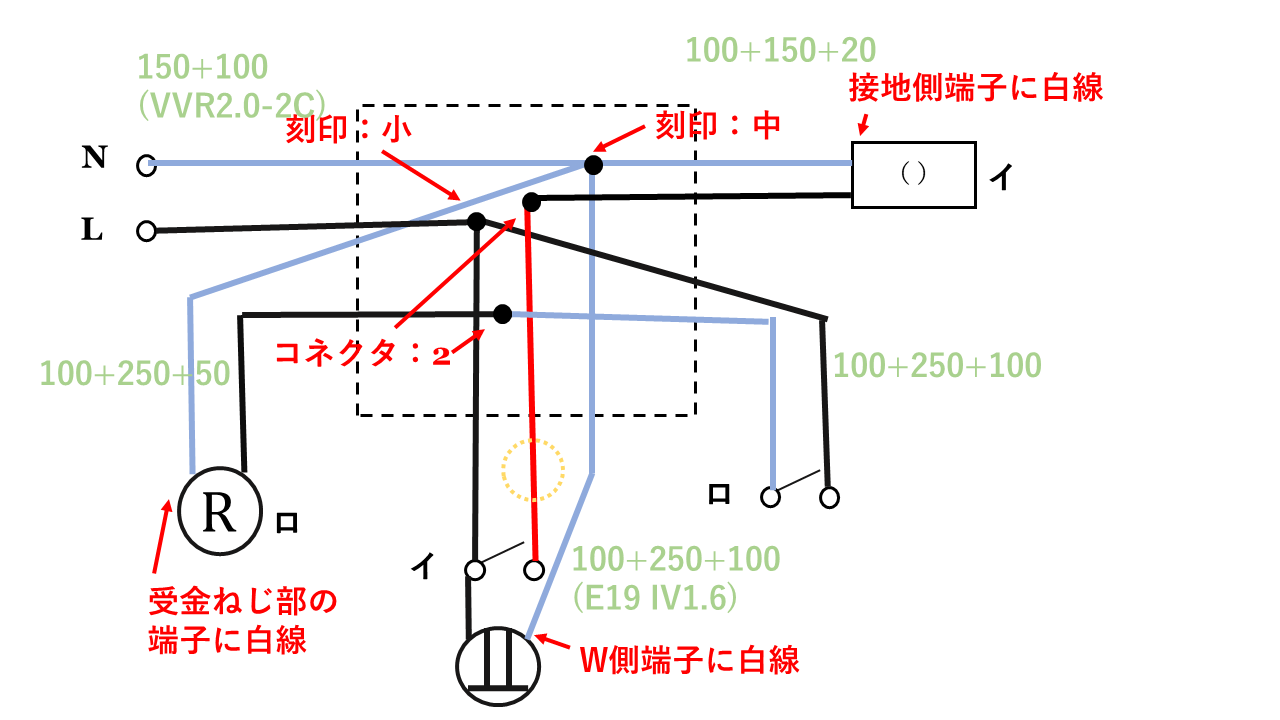 150+100
(VVR2.0-2C)
100+150+20
接地側端子に白線
刻印：小
刻印：中
N
( )
イ
L
コネクタ：2
100+250+50
100+250+100
R
ロ
ロ
イ
100+250+100
(E19 IV1.6)
受金ねじ部の
端子に白線
W側端子に白線